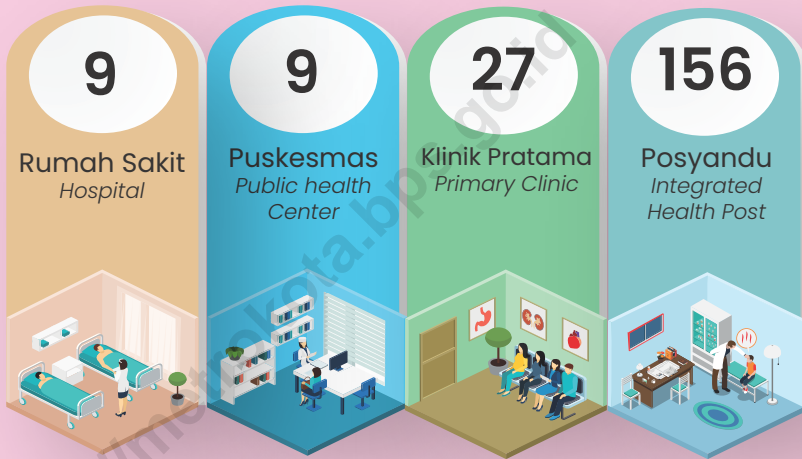 9
Rumah Sakit
Hospital
9
Puskesmas
Public health
Center
27
Klinik Pratama
Primary Clinic
156
Posyandu
Integrated
Health Post
/metrokota.bps.go.id